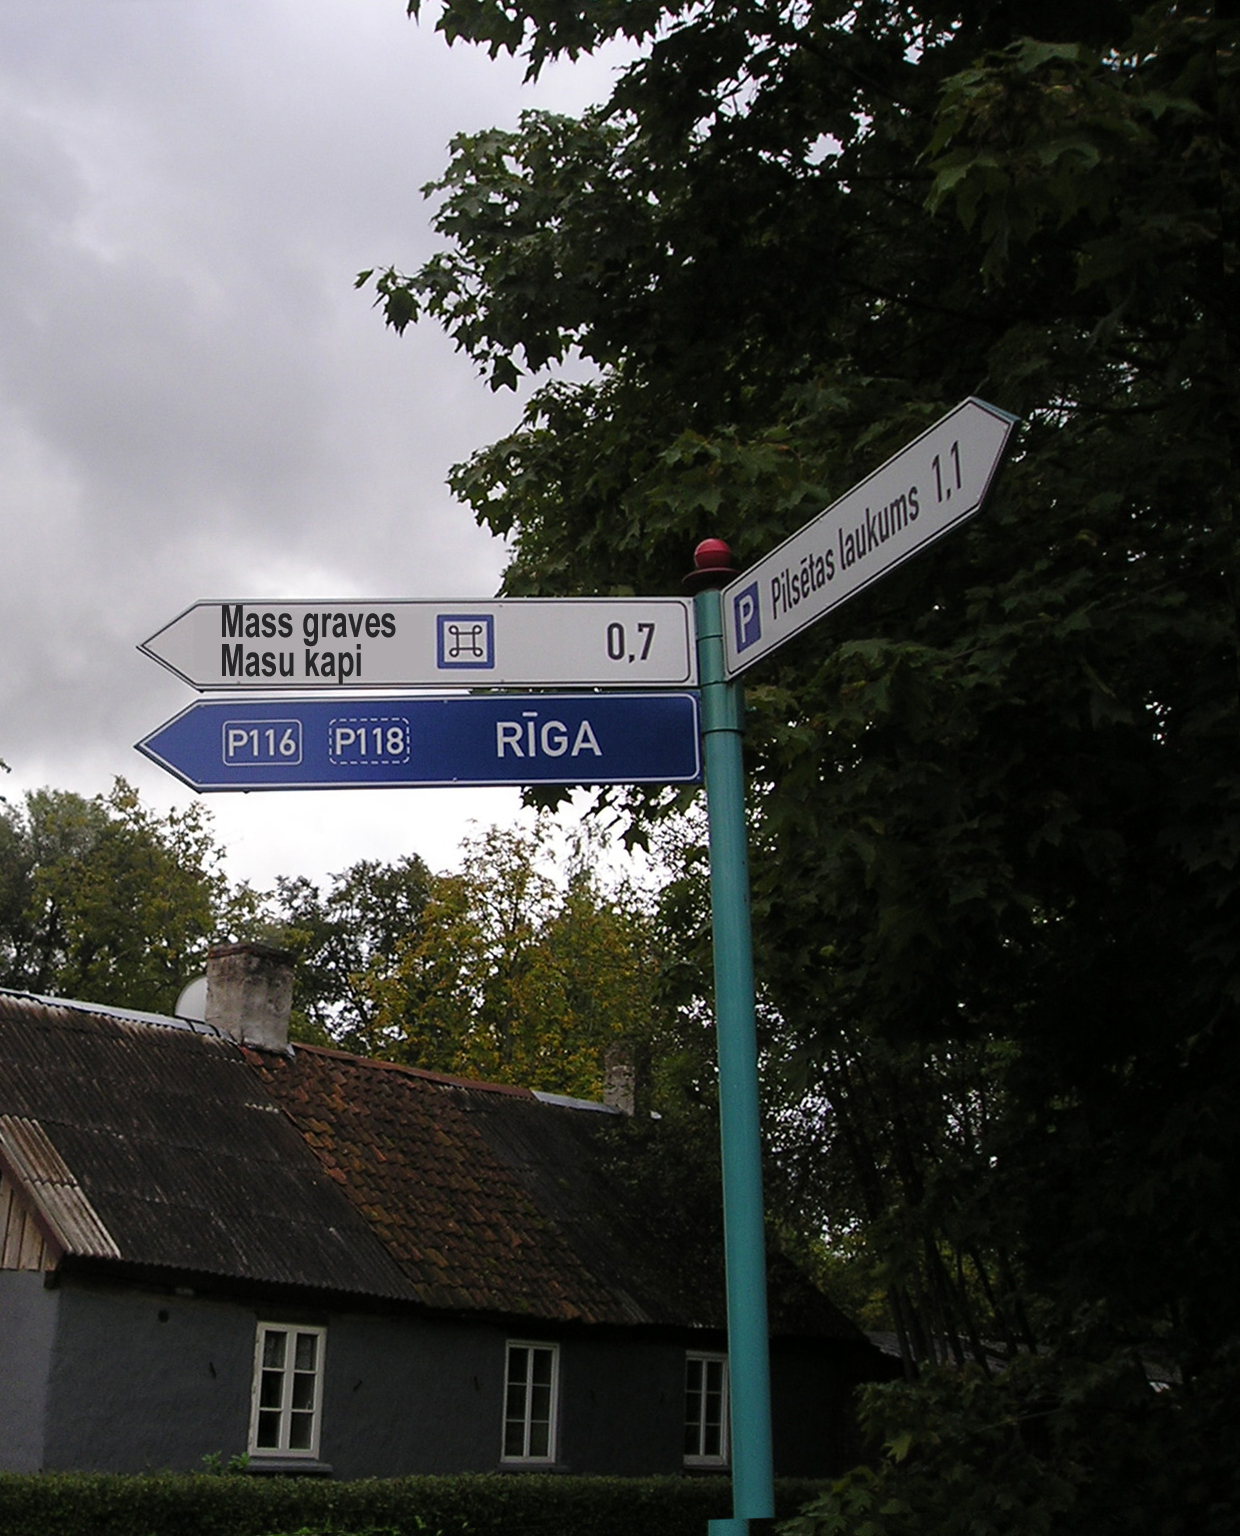 Mass graves
Masu kapi
0,7
P116 P118 RĪGA
P Pilsētas laukums 1,1